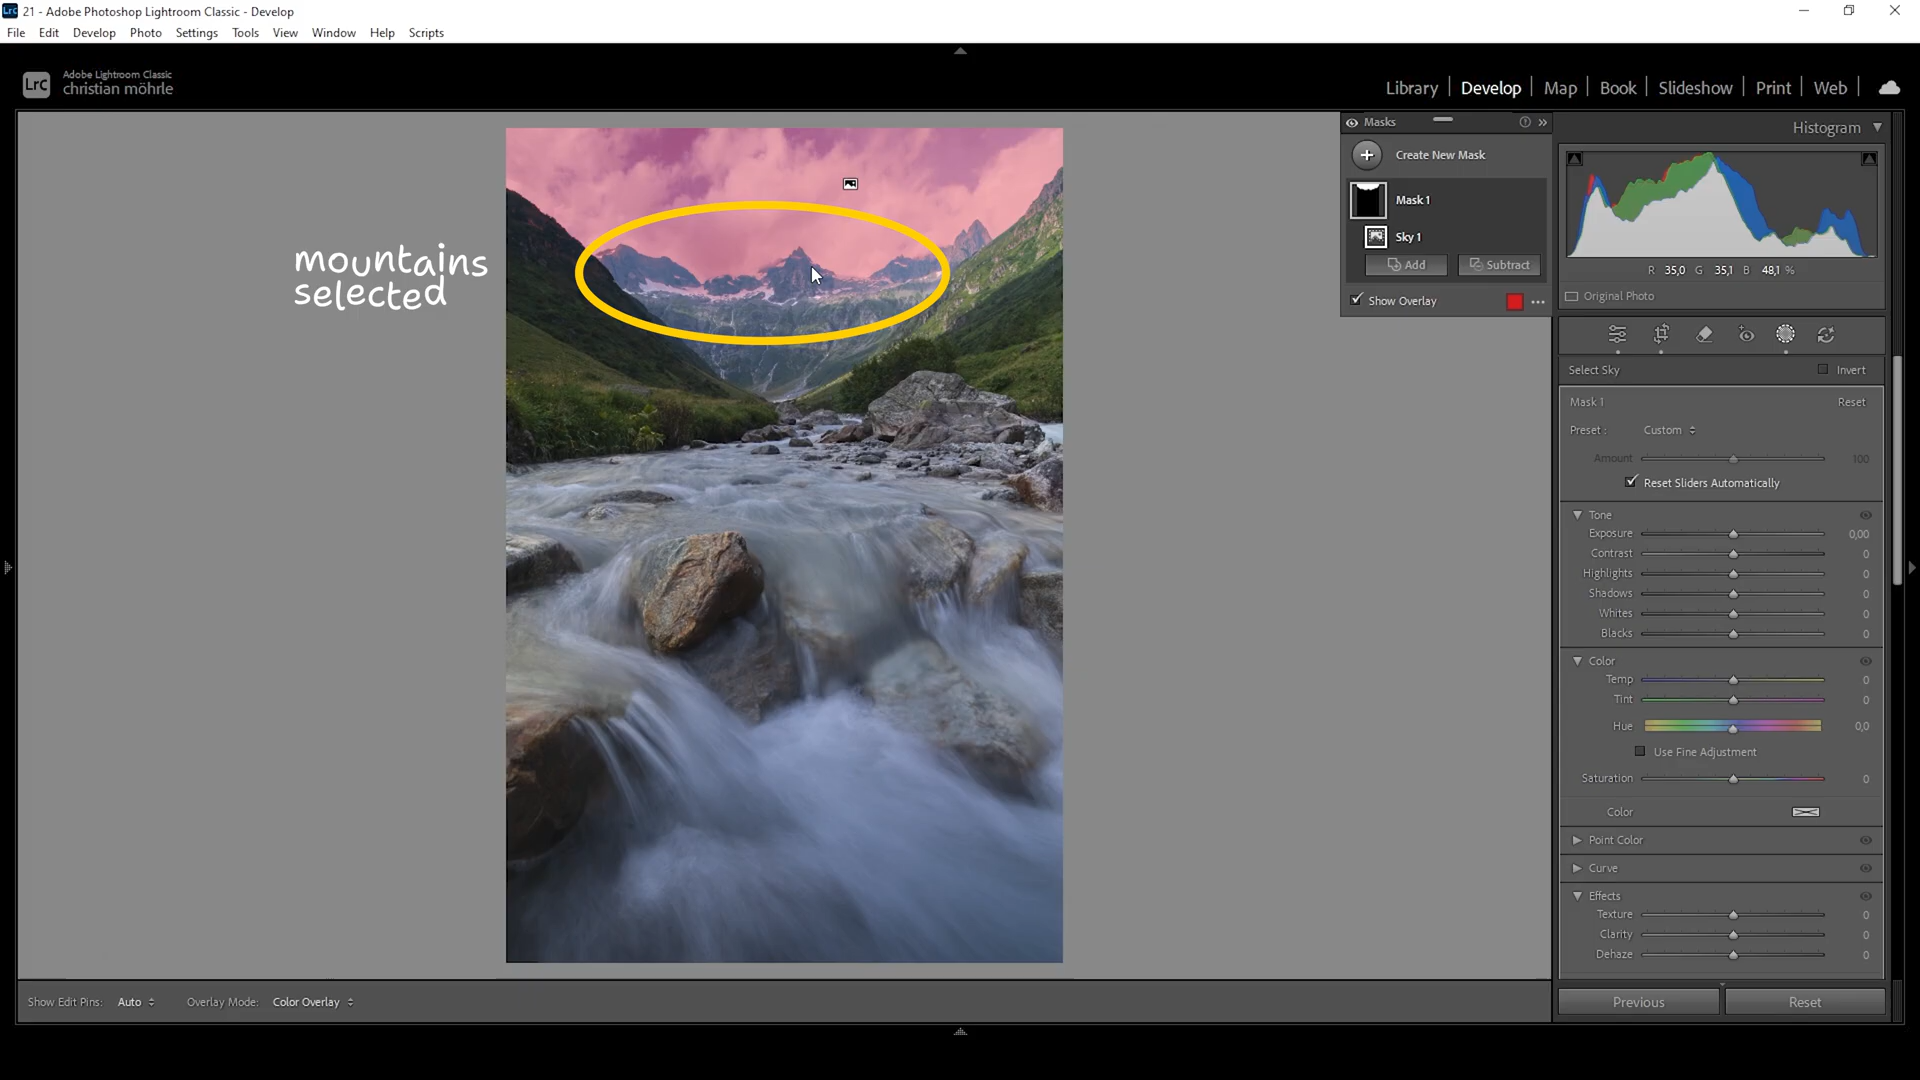 21 - Adobe Photoshop Lightroom Classic - Develop
File Edit Develop Photo Settings Tools View Window Help Scripts
LrC
Adobe Lightroom Classic
christian möhrle
Library | Develop | Map | Book | Slideshow | Print | Web
Masks
Create New Mask
Mask 1
Sky 1
Add Subtract
Show Overlay
Histogram
R 35,0 G 35,1 B 48,1 %
Original Photo
Select Sky Invert
Mask 1 Reset
Preset : Custom
Amount 100
Reset Sliders Automatically
Tone
Exposure 0,00
Contrast 0
Highlights 0
Shadows 0
Whites 0
Blacks 0
Color
Temp 0
Tint 0
Hue 0,0
Use Fine Adjustment
Saturation 0
Color
Point Color
Curve
Effects
Texture 0
Clarity 0
Dehaze 0
Previous Reset
mountains
selected
Show Edit Pins: Auto Overlay Mode: Color Overlay